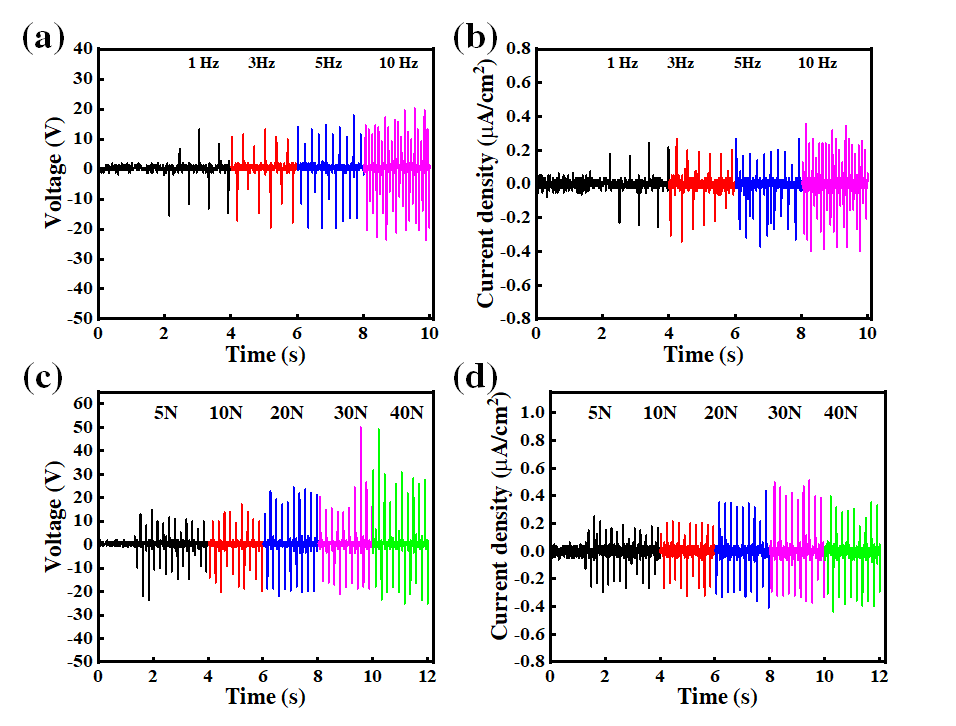 (a)
1 Hz 3Hz 5Hz 10 Hz
Voltage (V)
40
30
20
10
0
-10
-20
-30
-40
-50
0 2 4 6 8 10
Time (s)
(b)
1 Hz 3Hz 5Hz 10 Hz
Current density (μA/cm²)
0.8
0.6
0.4
0.2
0.0
-0.2
-0.4
-0.6
-0.8
0 2 4 6 8 10
Time (s)
(c)
5N 10N 20N 30N 40N
Voltage (V)
60
50
40
30
20
10
0
-10
-20
-30
-40
-50
0 2 4 6 8 10 12
Time (s)
(d)
5N 10N 20N 30N 40N
Current density (μA/cm²)
1.0
0.8
0.6
0.4
0.2
0.0
-0.2
-0.4
-0.6
-0.8
0 2 4 6 8 10 12
Time (s)